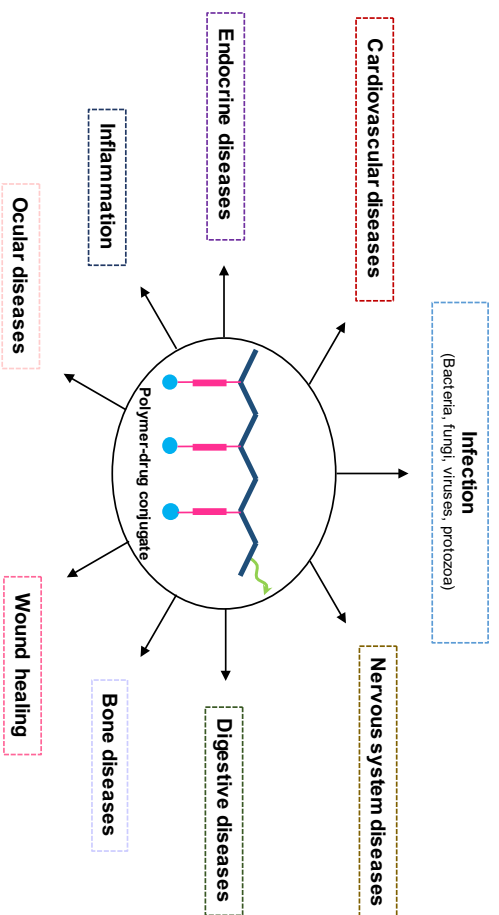 Infection
(Bacteria, fungi, viruses, protozoa)
Cardiovascular diseases
Nervous system diseases
Endocrine diseases
Digestive diseases
Polymer-drug conjugate
Inflammation
Bone diseases
Ocular diseases
Wound healing